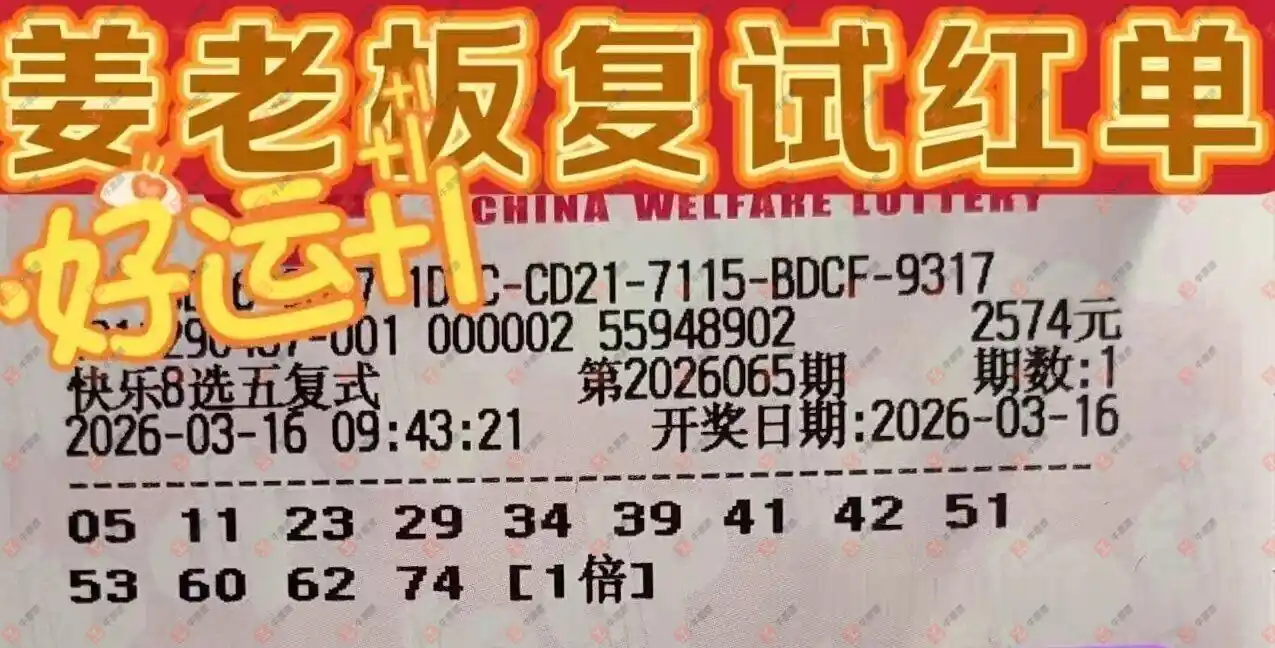 姜老板复试红单
好运+1
+1
+1
CHINA WELFARE LOTTERY
-CD21-7115-BDCF-9317
-001 000002 55948902 2574元
快乐8选五复式 第2026065期 期数:1
2026-03-16 09:43:21 开奖日期:2026-03-16
05 11 23 29 34 39 41 42 51
53 60 62 74 [1倍]